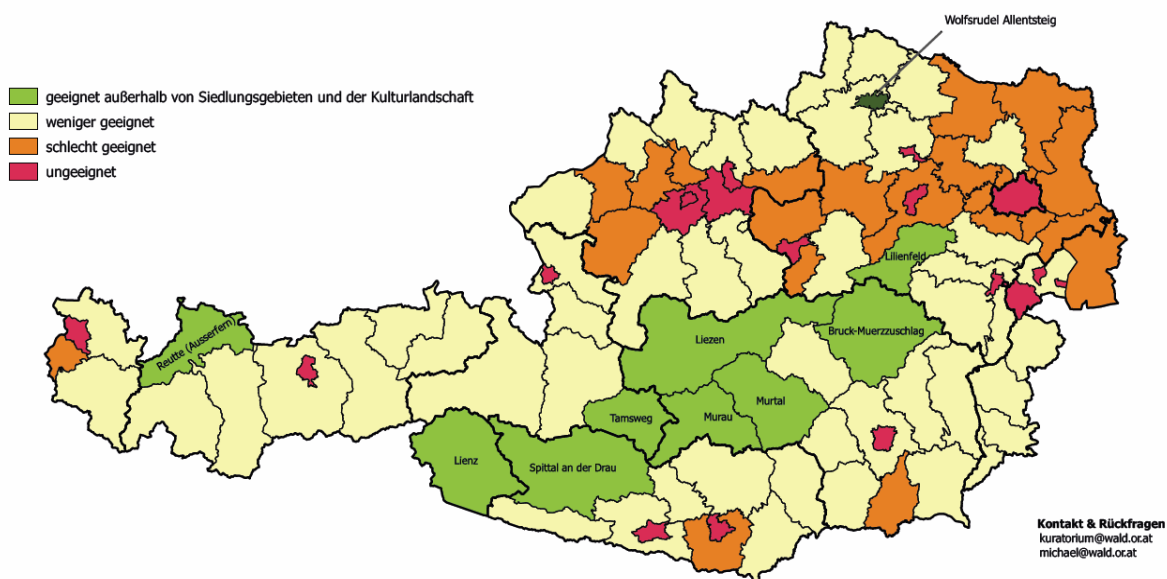 Wolfsrudel Allentsteig
geeignet außerhalb von Siedlungsgebieten und der Kulturlandschaft
weniger geeignet
schlecht geeignet
ungeeignet
Lilienfeld
Reutte (Ausserfern)
Liezen
Bruck-Muerzzuschlag
Tamsweg
Murau
Murtal
Lienz
Spittal an der Drau
Kontakt & Rückfragen
kuratorium@wald.or.at
michael@wald.or.at